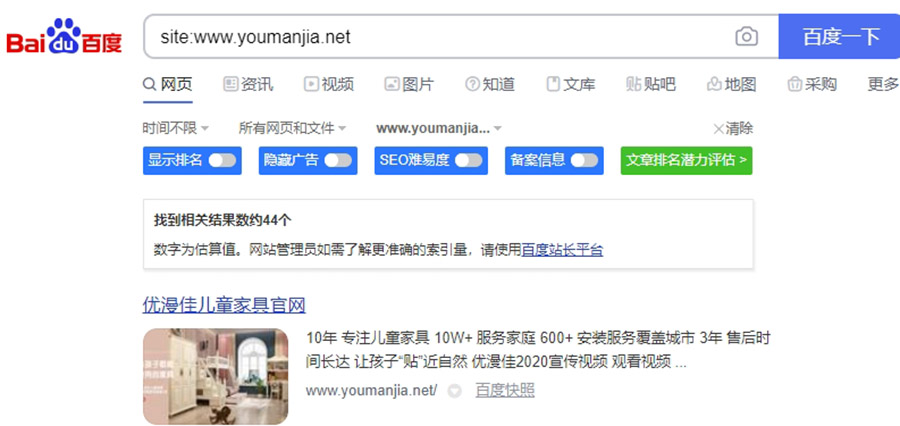 Bai du 百度
site:www.youmanjia.net
百度一下
网页 资讯 视频 图片 知道 文库 贴吧 地图 采购 更多
时间不限 所有网页和文件 www.youmanjia... 清除
显示排名 隐藏广告 SEO难易度 备案信息 文章排名潜力评估 >
找到相关结果数约44个
数字为估算值。网站管理员如需了解更准确的索引量，请使用百度站长平台
优漫佳儿童家具官网
10年 专注儿童家具 10W+ 服务家庭 600+ 安装服务覆盖城市 3年 售后时
间长达 让孩子“贴”近自然 优漫佳2020宣传视频 观看视频 ...
www.youmanjia.net/ 百度快照